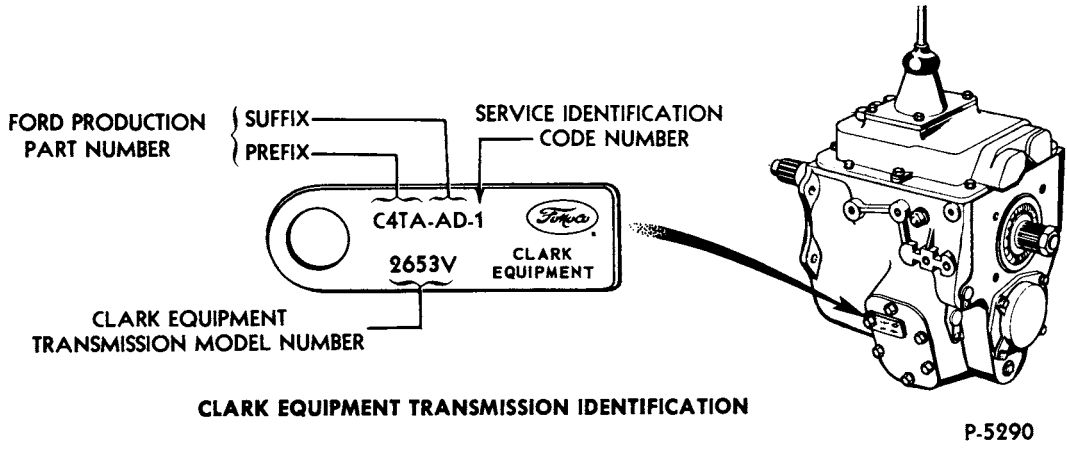 FORD PRODUCTION
PART NUMBER
SUFFIX
PREFIX
SERVICE IDENTIFICATION
CODE NUMBER
C4TA-AD-1
FoMoCo
2653V
CLARK
EQUIPMENT
CLARK EQUIPMENT
TRANSMISSION MODEL NUMBER
CLARK EQUIPMENT TRANSMISSION IDENTIFICATION
P-5290